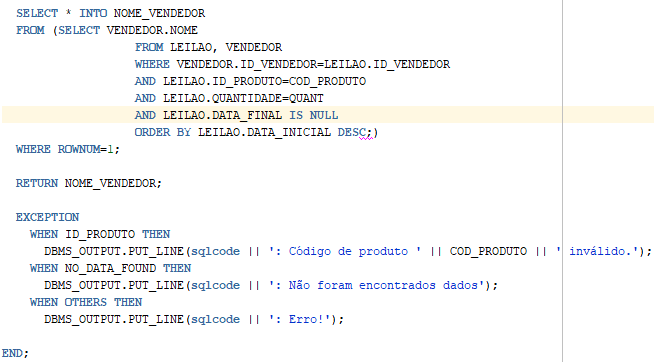 SELECT * INTO NOME_VENDEDOR
FROM (SELECT VENDEDOR.NOME
FROM LEILAO, VENDEDOR
WHERE VENDEDOR.ID_VENDEDOR=LEILAO.ID_VENDEDOR
AND LEILAO.ID_PRODUTO=COD_PRODUTO
AND LEILAO.QUANTIDADE=QUANT
AND LEILAO.DATA_FINAL IS NULL
ORDER BY LEILAO.DATA_INICIAL DESC;)
WHERE ROWNUM=1;
RETURN NOME_VENDEDOR;
EXCEPTION
WHEN ID_PRODUTO THEN
DBMS_OUTPUT.PUT_LINE(sqlcode || ': Código de produto ' || COD_PRODUTO || ' inválido.');
WHEN NO_DATA_FOUND THEN
DBMS_OUTPUT.PUT_LINE(sqlcode || ': Não foram encontrados dados');
WHEN OTHERS THEN
DBMS_OUTPUT.PUT_LINE(sqlcode || ': Erro!');
END;